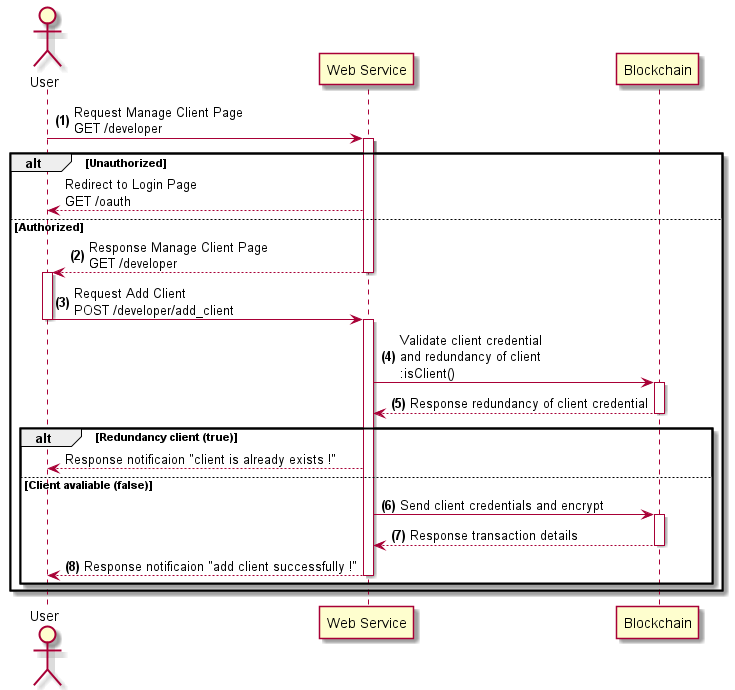 User
Web Service
Blockchain
(1) Request Manage Client Page
GET /developer
alt [Unauthorized]
Redirect to Login Page
GET /oauth
[Authorized]
(2) Response Manage Client Page
GET /developer
(3) Request Add Client
POST /developer/add_client
Validate client credential
(4) and redundancy of client
:isClient()
(5) Response redundancy of client credential
alt [Redundancy client (true)]
Response notificaion "client is already exists !"
[Client avaliable (false)]
(6) Send client credentials and encrypt
(7) Response transaction details
(8) Response notificaion "add client successfully !"
User
Web Service
Blockchain